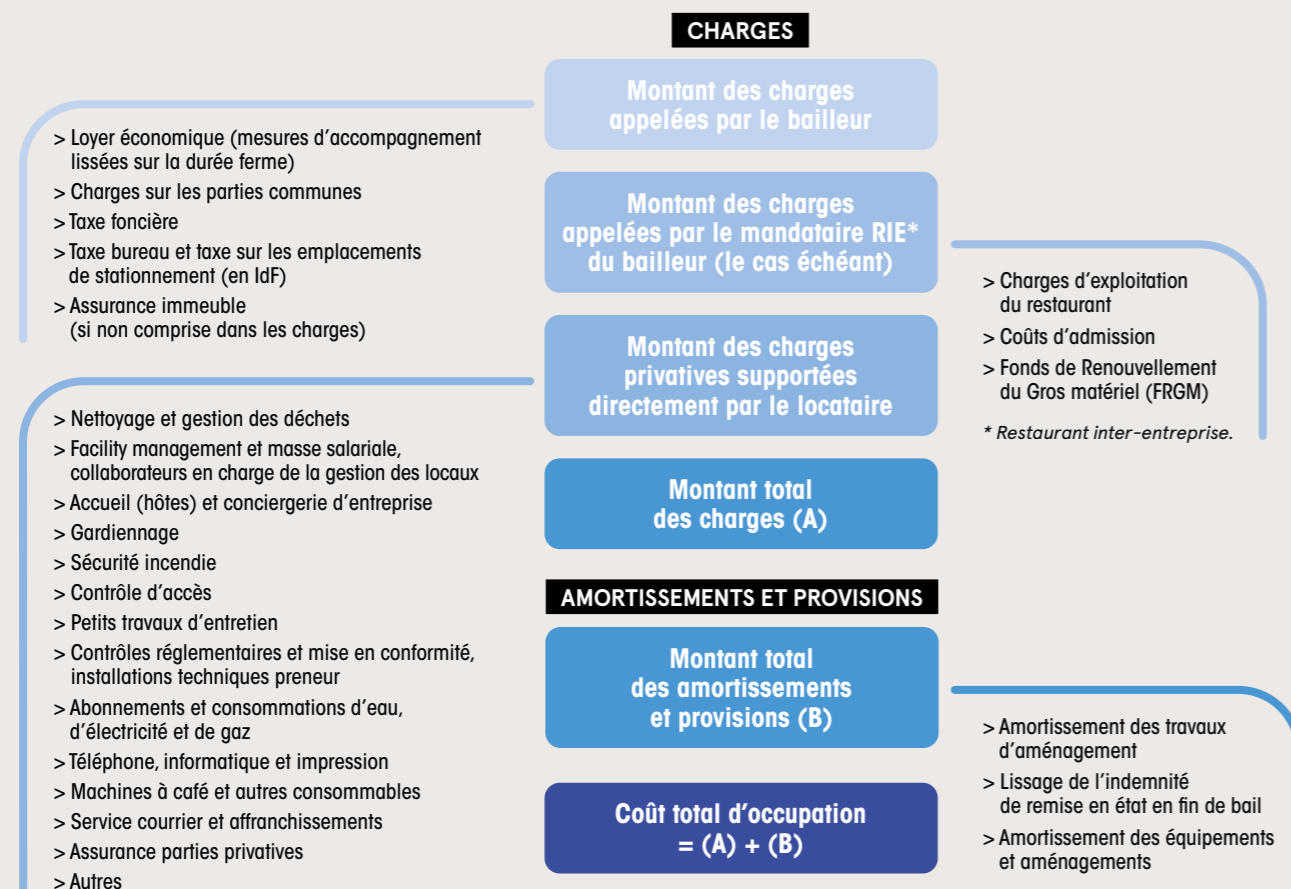 CHARGES
Montant des charges
appelées par le bailleur
> Loyer économique (mesures d'accompagnement
lissées sur la durée ferme)
> Charges sur les parties communes
> Taxe foncière
> Taxe bureau et taxe sur les emplacements
de stationnement (en IdF)
> Assurance immeuble
(si non comprise dans les charges)
Montant des charges
appelées par le mandataire RIE*
du bailleur (le cas échéant)
> Charges d'exploitation
du restaurant
> Coûts d'admission
> Fonds de Renouvellement
du Gros matériel (FRGM)
* Restaurant inter-entreprise.
Montant des charges
privatives supportées
directement par le locataire
> Nettoyage et gestion des déchets
> Facility management et masse salariale,
collaborateurs en charge de la gestion des locaux
> Accueil (hôtes) et conciergerie d'entreprise
> Gardiennage
> Sécurité incendie
> Contrôle d'accès
> Petits travaux d'entretien
> Contrôles réglementaires et mise en conformité,
installations techniques preneur
> Abonnements et consommations d'eau,
d'électricité et de gaz
> Téléphone, informatique et impression
> Machines à café et autres consommables
> Service courrier et affranchissements
> Assurance parties privatives
> Autres
Montant total
des charges (A)
AMORTISSEMENTS ET PROVISIONS
Montant total
des amortissements
et provisions (B)
> Amortissement des travaux
d'aménagement
> Lissage de l'indemnité
de remise en état en fin de bail
> Amortissement des équipements
et aménagements
Coût total d'occupation
= (A) + (B)